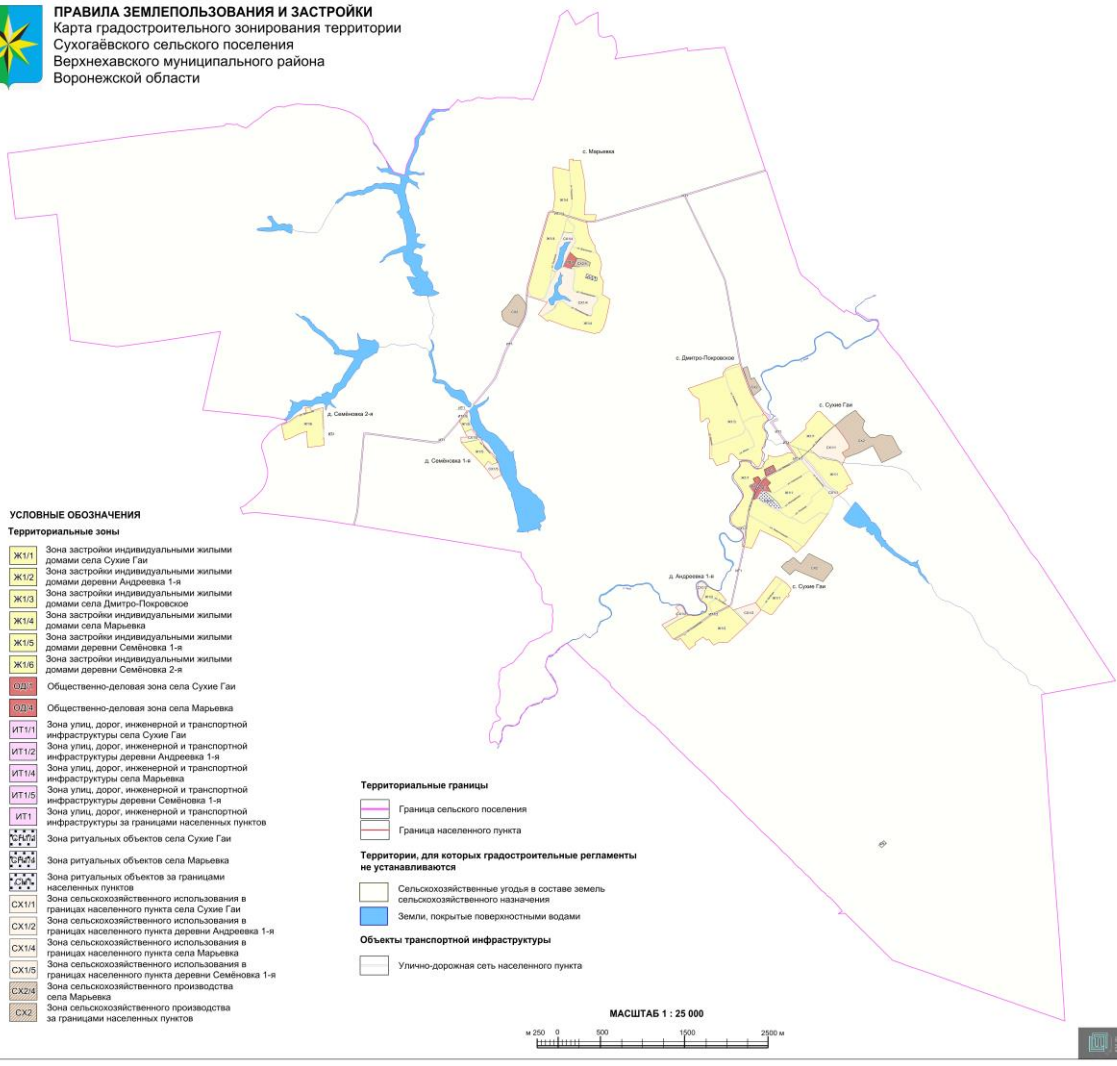 ПРАВИЛА ЗЕМЛЕПОЛЬЗОВАНИЯ И ЗАСТРОЙКИ
Карта градостроительного зонирования территории
Сухогаёвского сельского поселения
Верхнехавского муниципального района
Воронежской области
с. Марьевка
с. Дмитро-Покровское
с. Сухие Гаи
д. Семёновка 2-я
д. Семёновка 1-я
д. Андреевка 1-я
с. Сухие Гаи
УСЛОВНЫЕ ОБОЗНАЧЕНИЯ
Территориальные зоны
Ж1/1 Зона застройки индивидуальными жилыми
домами села Сухие Гаи
Ж1/2 Зона застройки индивидуальными жилыми
домами деревни Андреевка 1-я
Ж1/3 Зона застройки индивидуальными жилыми
домами села Дмитро-Покровское
Ж1/4 Зона застройки индивидуальными жилыми
домами села Марьевка
Ж1/5 Зона застройки индивидуальными жилыми
домами деревни Семёновка 1-я
Ж1/6 Зона застройки индивидуальными жилыми
домами деревни Семёновка 2-я
Общественно-деловая зона села Сухие Гаи
Общественно-деловая зона села Марьевка
ИТ1/1 Зона улиц, дорог, инженерной и транспортной
инфраструктуры села Сухие Гаи
ИТ1/2 Зона улиц, дорог, инженерной и транспортной
инфраструктуры деревни Андреевка 1-я
ИТ1/4 Зона улиц, дорог, инженерной и транспортной
инфраструктуры села Марьевка
ИТ1/5 Зона улиц, дорог, инженерной и транспортной
инфраструктуры деревни Семёновка 1-я
ИТ1 Зона улиц, дорог, инженерной и транспортной
инфраструктуры за границами населенных пунктов
Зона ритуальных объектов села Сухие Гаи
Зона ритуальных объектов села Марьевка
Зона ритуальных объектов за границами
населенных пунктов
СХ1/1 Зона сельскохозяйственного использования в
границах населенного пункта села Сухие Гаи
СХ1/2 Зона сельскохозяйственного использования в
границах населенного пункта деревни Андреевка 1-я
СХ1/4 Зона сельскохозяйственного использования в
границах населенного пункта села Марьевка
СХ1/5 Зона сельскохозяйственного использования в
границах населенного пункта деревни Семёновка 1-я
СХ2/4 Зона сельскохозяйственного производства
села Марьевка
СХ2 Зона сельскохозяйственного производства
за границами населенных пунктов
Территориальные границы
Граница сельского поселения
Граница населенного пункта
Территории, для которых градостроительные регламенты
не устанавливаются
Сельскохозяйственные угодья в составе земель
сельскохозяйственного назначения
Земли, покрытые поверхностными водами
Объекты транспортной инфраструктуры
Улично-дорожная сеть населенного пункта
МАСШТАБ 1 : 25 000
м 250 0 500 1500 2500 м